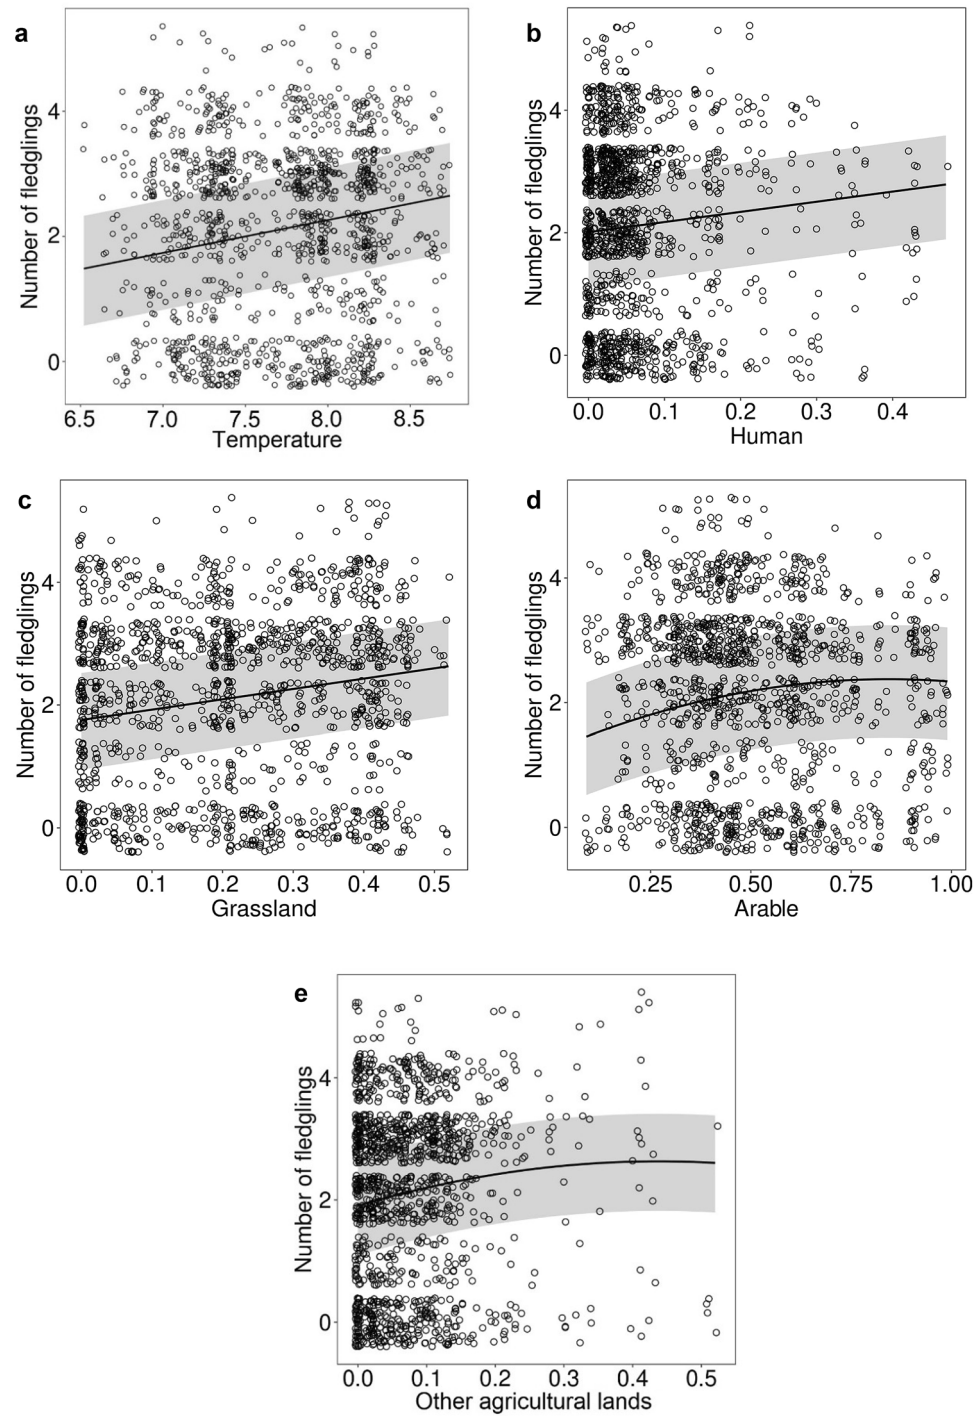 a
Number of fledglings
4
2
0
6.5 7.0 7.5 8.0 8.5
Temperature
b
Number of fledglings
4
2
0
0.0 0.1 0.2 0.3 0.4
Human
c
Number of fledglings
4
2
0
0.0 0.1 0.2 0.3 0.4 0.5
Grassland
d
Number of fledglings
4
2
0
0.25 0.50 0.75 1.00
Arable
e
Number of fledglings
4
2
0
0.0 0.1 0.2 0.3 0.4 0.5
Other agricultural lands